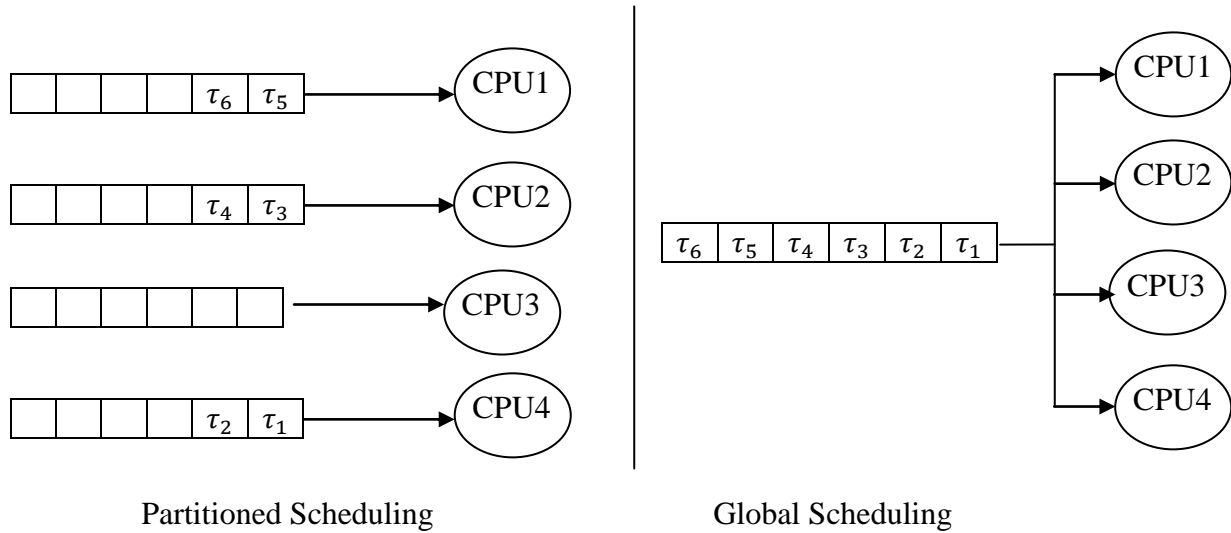 τ₆ τ₅ CPU1
τ₄ τ₃ CPU2
CPU3
τ₂ τ₁ CPU4
Partitioned Scheduling
CPU1
CPU2
τ₆ τ₅ τ₄ τ₃ τ₂ τ₁
CPU3
CPU4
Global Scheduling